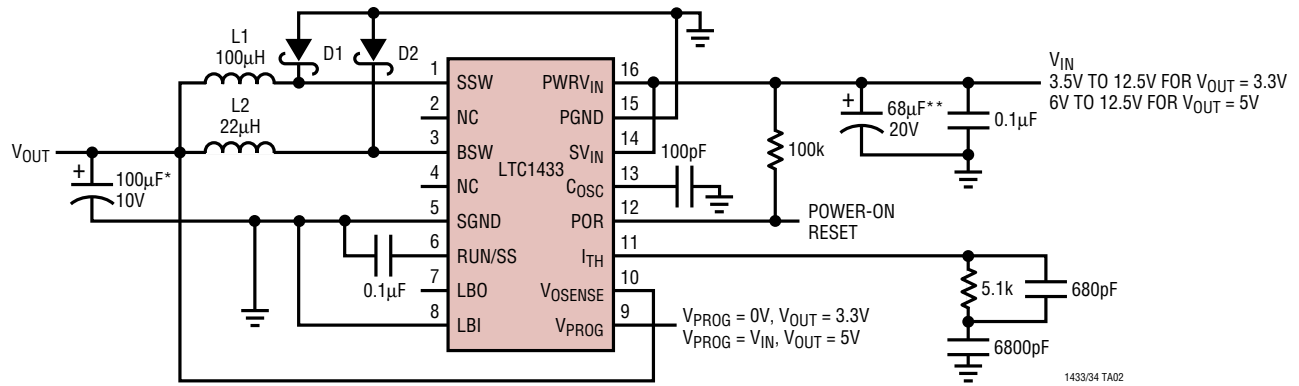 L1
100μH
D1
D2
L2
22μH
VOUT
+
100μF*
10V
0.1μF
1
2
3
4
5
6
7
8
SSW
NC
BSW
NC
SGND
RUN/SS
LBO
LBI
LTC1433
PWRVIN
PGND
SVIN
COSC
POR
ITH
VOSENSE
VPROG
16
15
14
13
12
11
10
9
100pF
100k
+
68μF**
20V
0.1μF
VIN
3.5V TO 12.5V FOR VOUT = 3.3V
6V TO 12.5V FOR VOUT = 5V
POWER-ON
RESET
5.1k
680pF
6800pF
VPROG = 0V, VOUT = 3.3V
VPROG = VIN, VOUT = 5V
1433/34 TA02